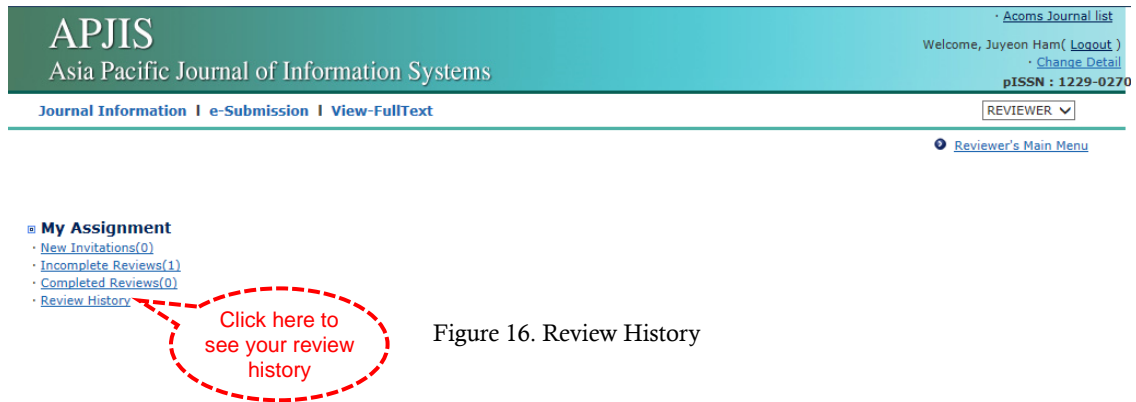 · Acoms Journal list
APJIS
Welcome, Juyeon Ham( Logout )
Asia Pacific Journal of Information Systems
· Change Detail
pISSN : 1229-0270
Journal Information l e-Submission l View-FullText
REVIEWER
Reviewer's Main Menu
My Assignment
· New Invitations(0)
· Incomplete Reviews(1)
· Completed Reviews(0)
· Review History
Click here to
see your review
history
Figure 16. Review History